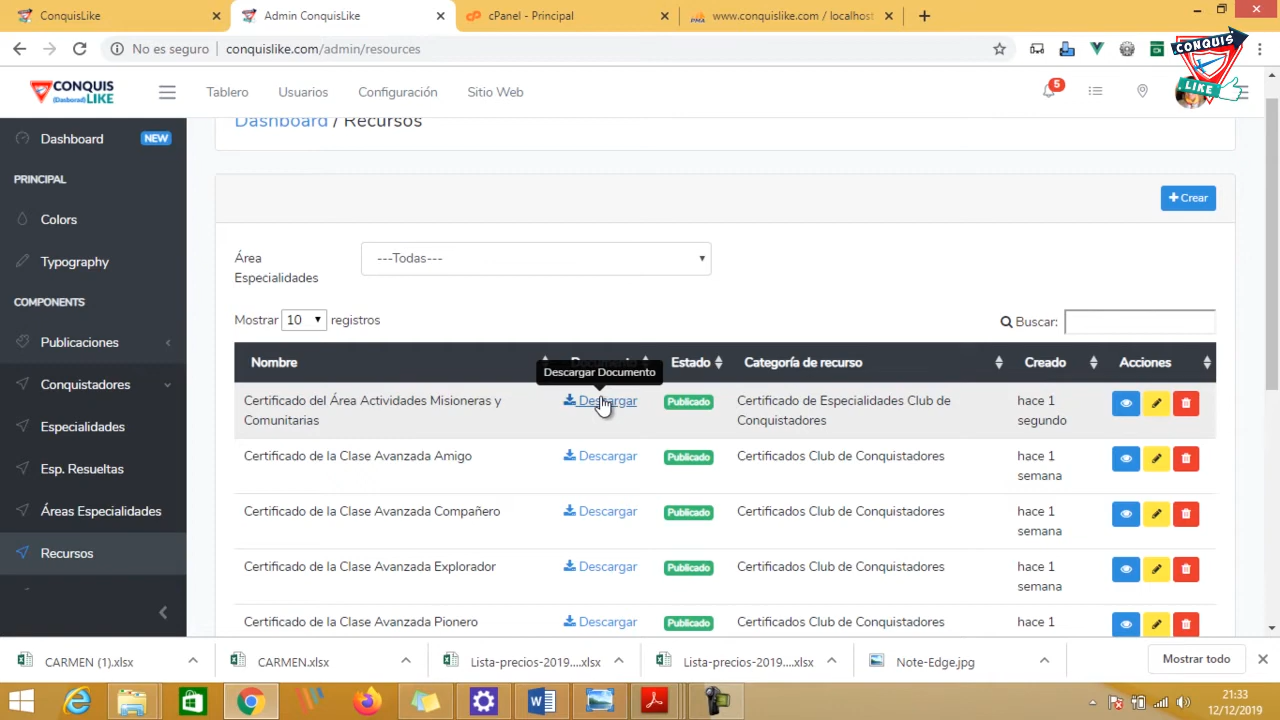 ConquisLike
Admin ConquisLike
cPanel - Principal
www.conquislike.com / localhost
No es seguro
conquislike.com/admin/resources
CONQUIS
LIKE
CONQUIS
(Dasborad) LIKE
Tablero
Usuarios
Configuración
Sitio Web
5
Dashboard
NEW
PRINCIPAL
Colors
Typography
COMPONENTS
Publicaciones
Conquistadores
Especialidades
Esp. Resueltas
Áreas Especialidades
Recursos
Dashboard / Recursos
Crear
Área
Especialidades
---Todas---
Mostrar 10 registros
Buscar:
Nombre
Estado
Categoría de recurso
Creado
Acciones
Descargar Documento
Certificado del Área Actividades Misioneras y
Comunitarias
Descargar
Publicado
Certificado de Especialidades Club de
Conquistadores
hace 1
segundo
Certificado de la Clase Avanzada Amigo
Descargar
Publicado
Certificados Club de Conquistadores
hace 1
semana
Certificado de la Clase Avanzada Compañero
Descargar
Publicado
Certificados Club de Conquistadores
hace 1
semana
Certificado de la Clase Avanzada Explorador
Descargar
Publicado
Certificados Club de Conquistadores
hace 1
semana
Certificado de la Clase Avanzada Pionero
Descargar
Publicado
Certificados Club de Conquistadores
hace 1
CARMEN (1).xlsx
CARMEN.xlsx
Lista-precios-2019....xlsx
Lista-precios-2019....xlsx
Note-Edge.jpg
Mostrar todo
21:33
12/12/2019